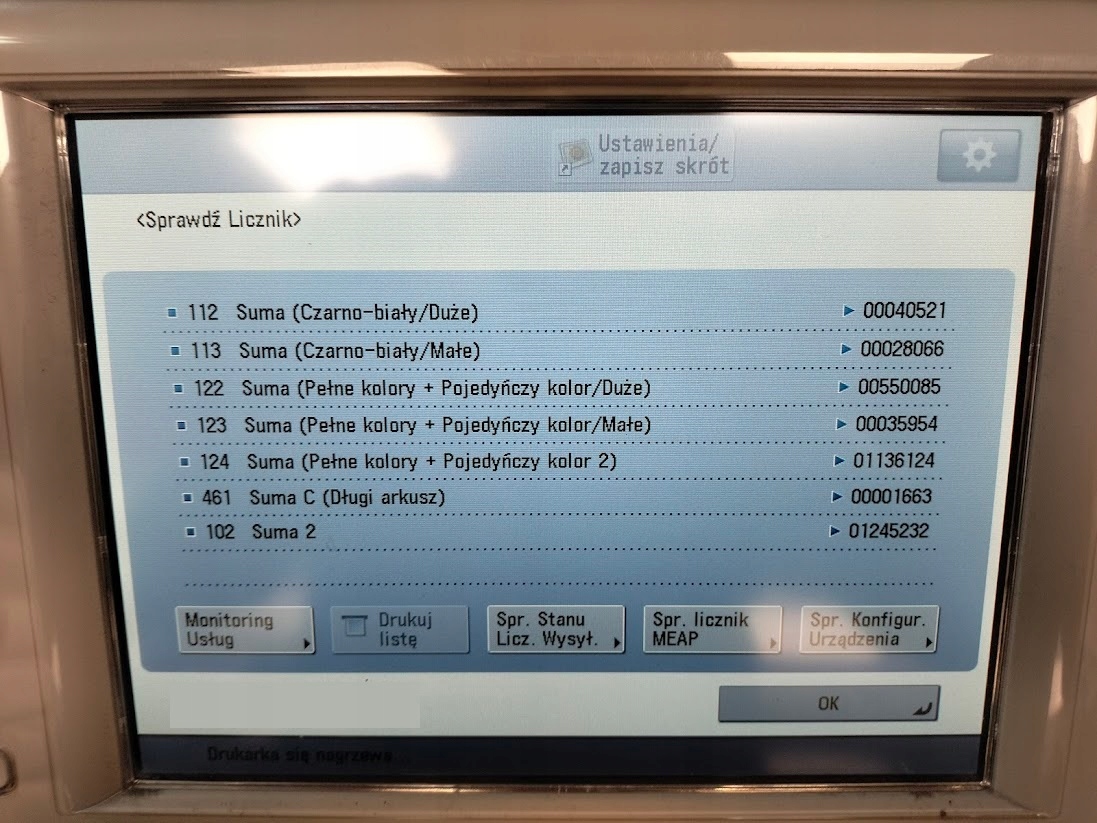 Ustawienia/
zapisz skrót
<Sprawdź Licznik>
112 Suma (Czarno-biały/Duże) 00040521
113 Suma (Czarno-biały/Małe) 00028066
122 Suma (Pełne kolory + Pojedyńczy kolor/Duże) 00550085
123 Suma (Pełne kolory + Pojedyńczy kolor/Małe) 00035954
124 Suma (Pełne kolory + Pojedyńczy kolor 2) 01136124
461 Suma C (Długi arkusz) 00001663
102 Suma 2 01245232
Monitoring
Usług
Drukuj
listę
Spr. Stanu
Licz. Wysył.
Spr. licznik
MEAP
Spr. Konfigur.
Urządzenia
OK
Drukarka się nagrzewa...